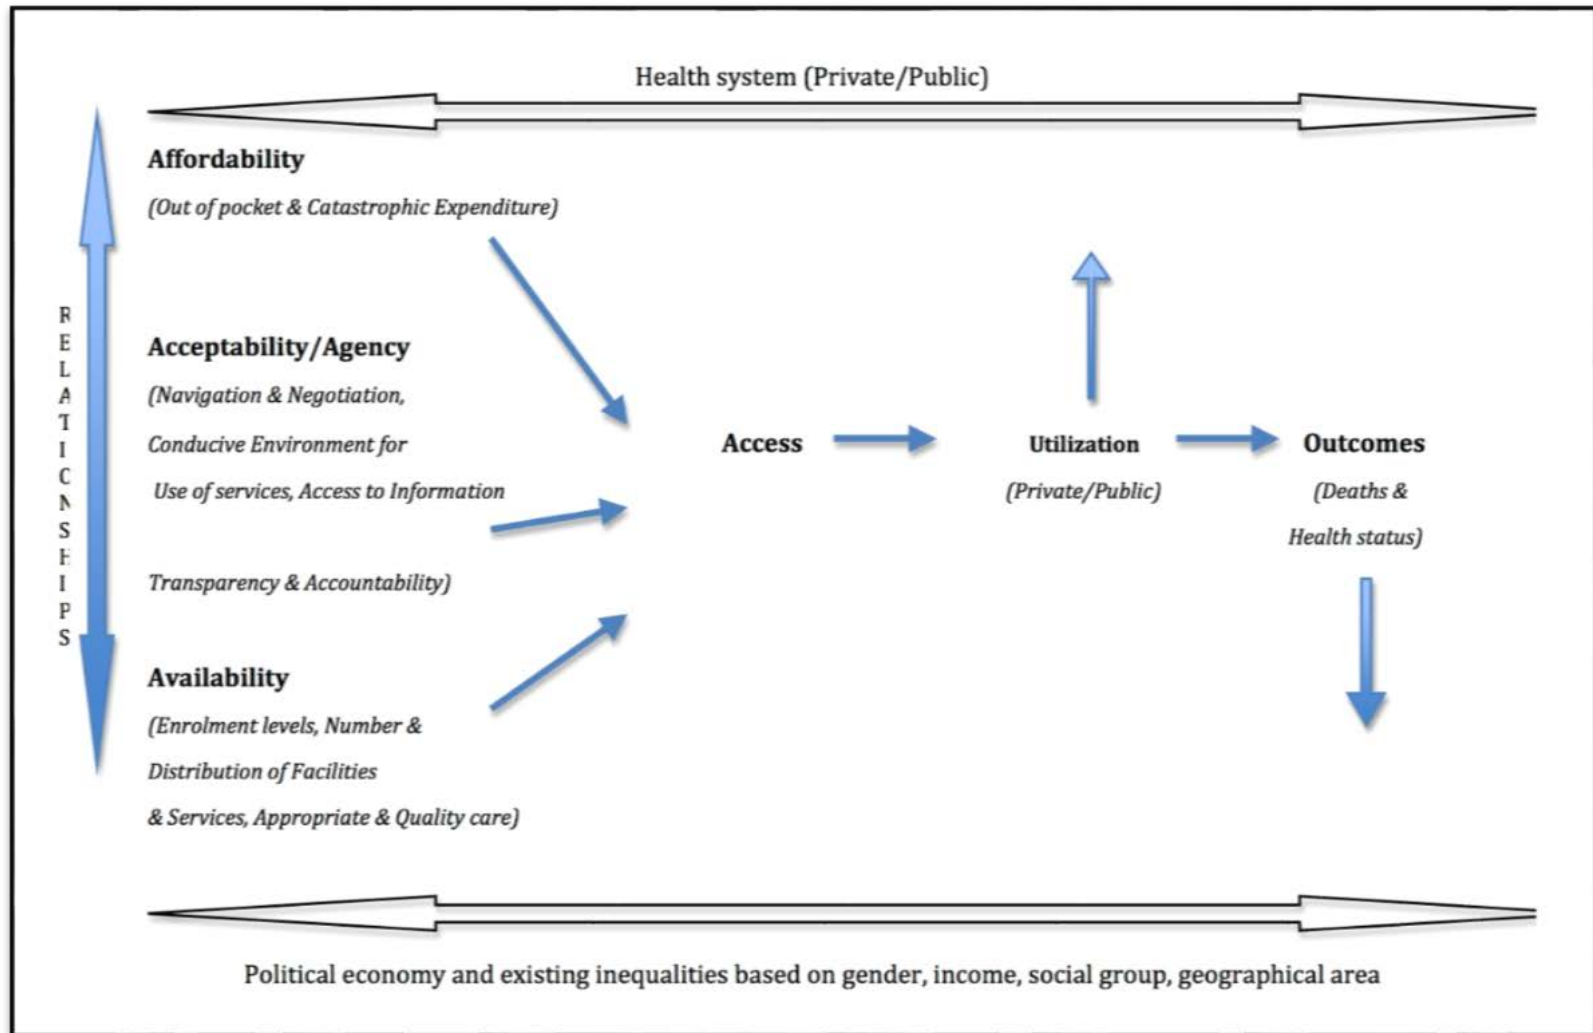 Health system (Private/Public)
Affordability
(Out of pocket & Catastrophic Expenditure)
RELATIONSHIPS
Acceptability/Agency
(Navigation & Negotiation,
Conducive Environment for
Use of services, Access to Information
Transparency & Accountability)
Availability
(Enrolment levels, Number &
Distribution of Facilities
& Services, Appropriate & Quality care)
Access
Utilization
(Private/Public)
Outcomes
(Deaths &
Health status)
Political economy and existing inequalities based on gender, income, social group, geographical area